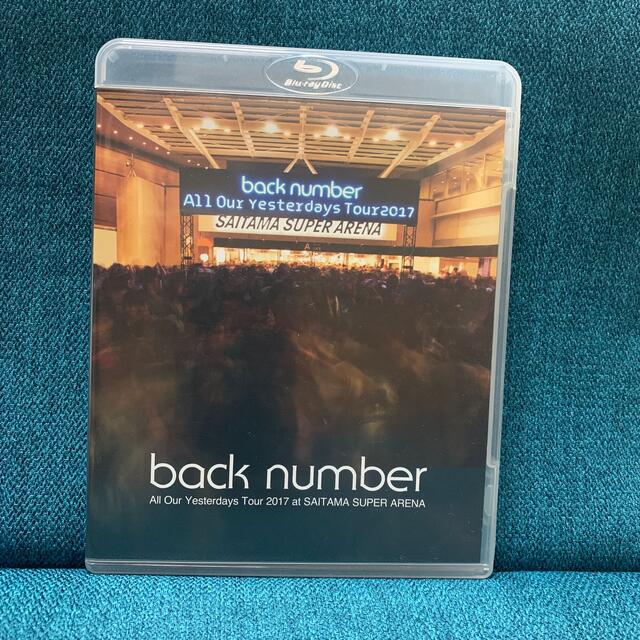 Blu-ray Disc
back number
All Our Yesterdays Tour2017
SAITAMA SUPER ARENA
A
back number
All Our Yesterdays Tour 2017 at SAITAMA SUPER ARENA